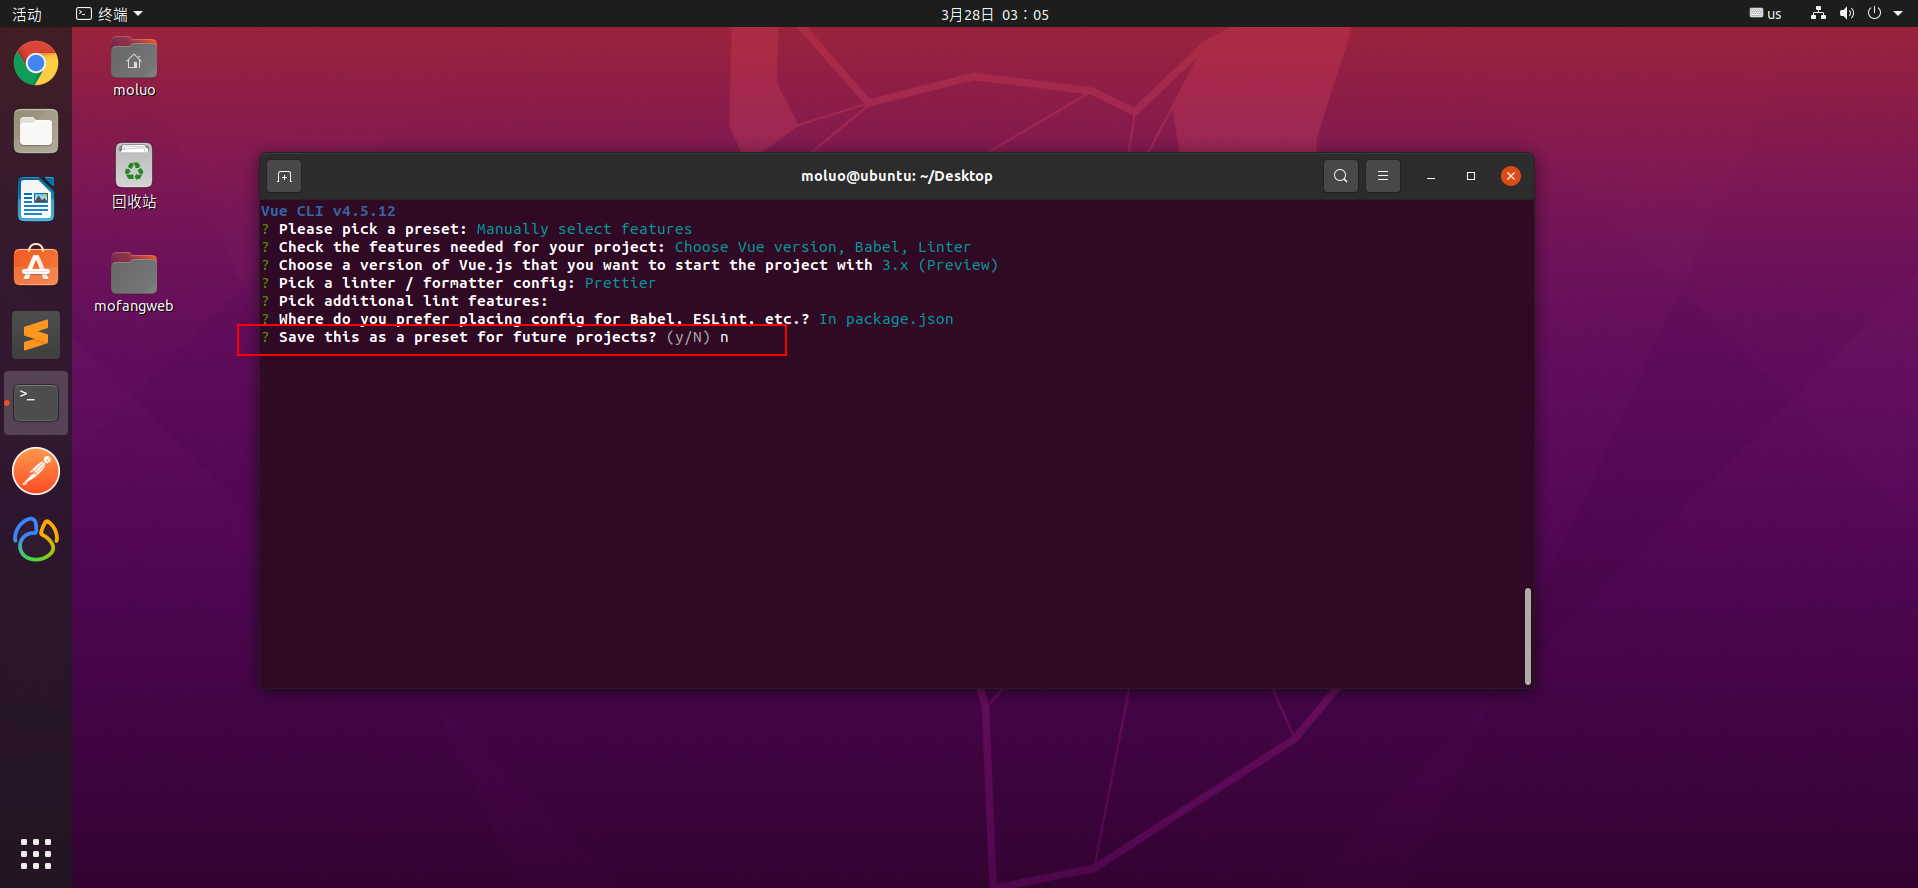 活动
终端
3月28日 03：05
us
moluo
回收站
mofangweb
moluo@ubuntu: ~/Desktop
Vue CLI v4.5.12
? Please pick a preset: Manually select features
? Check the features needed for your project: Choose Vue version, Babel, Linter
? Choose a version of Vue.js that you want to start the project with 3.x (Preview)
? Pick a linter / formatter config: Prettier
? Pick additional lint features:
? Where do you prefer placing config for Babel, ESLint, etc.? In package.json
? Save this as a preset for future projects? (y/N) n